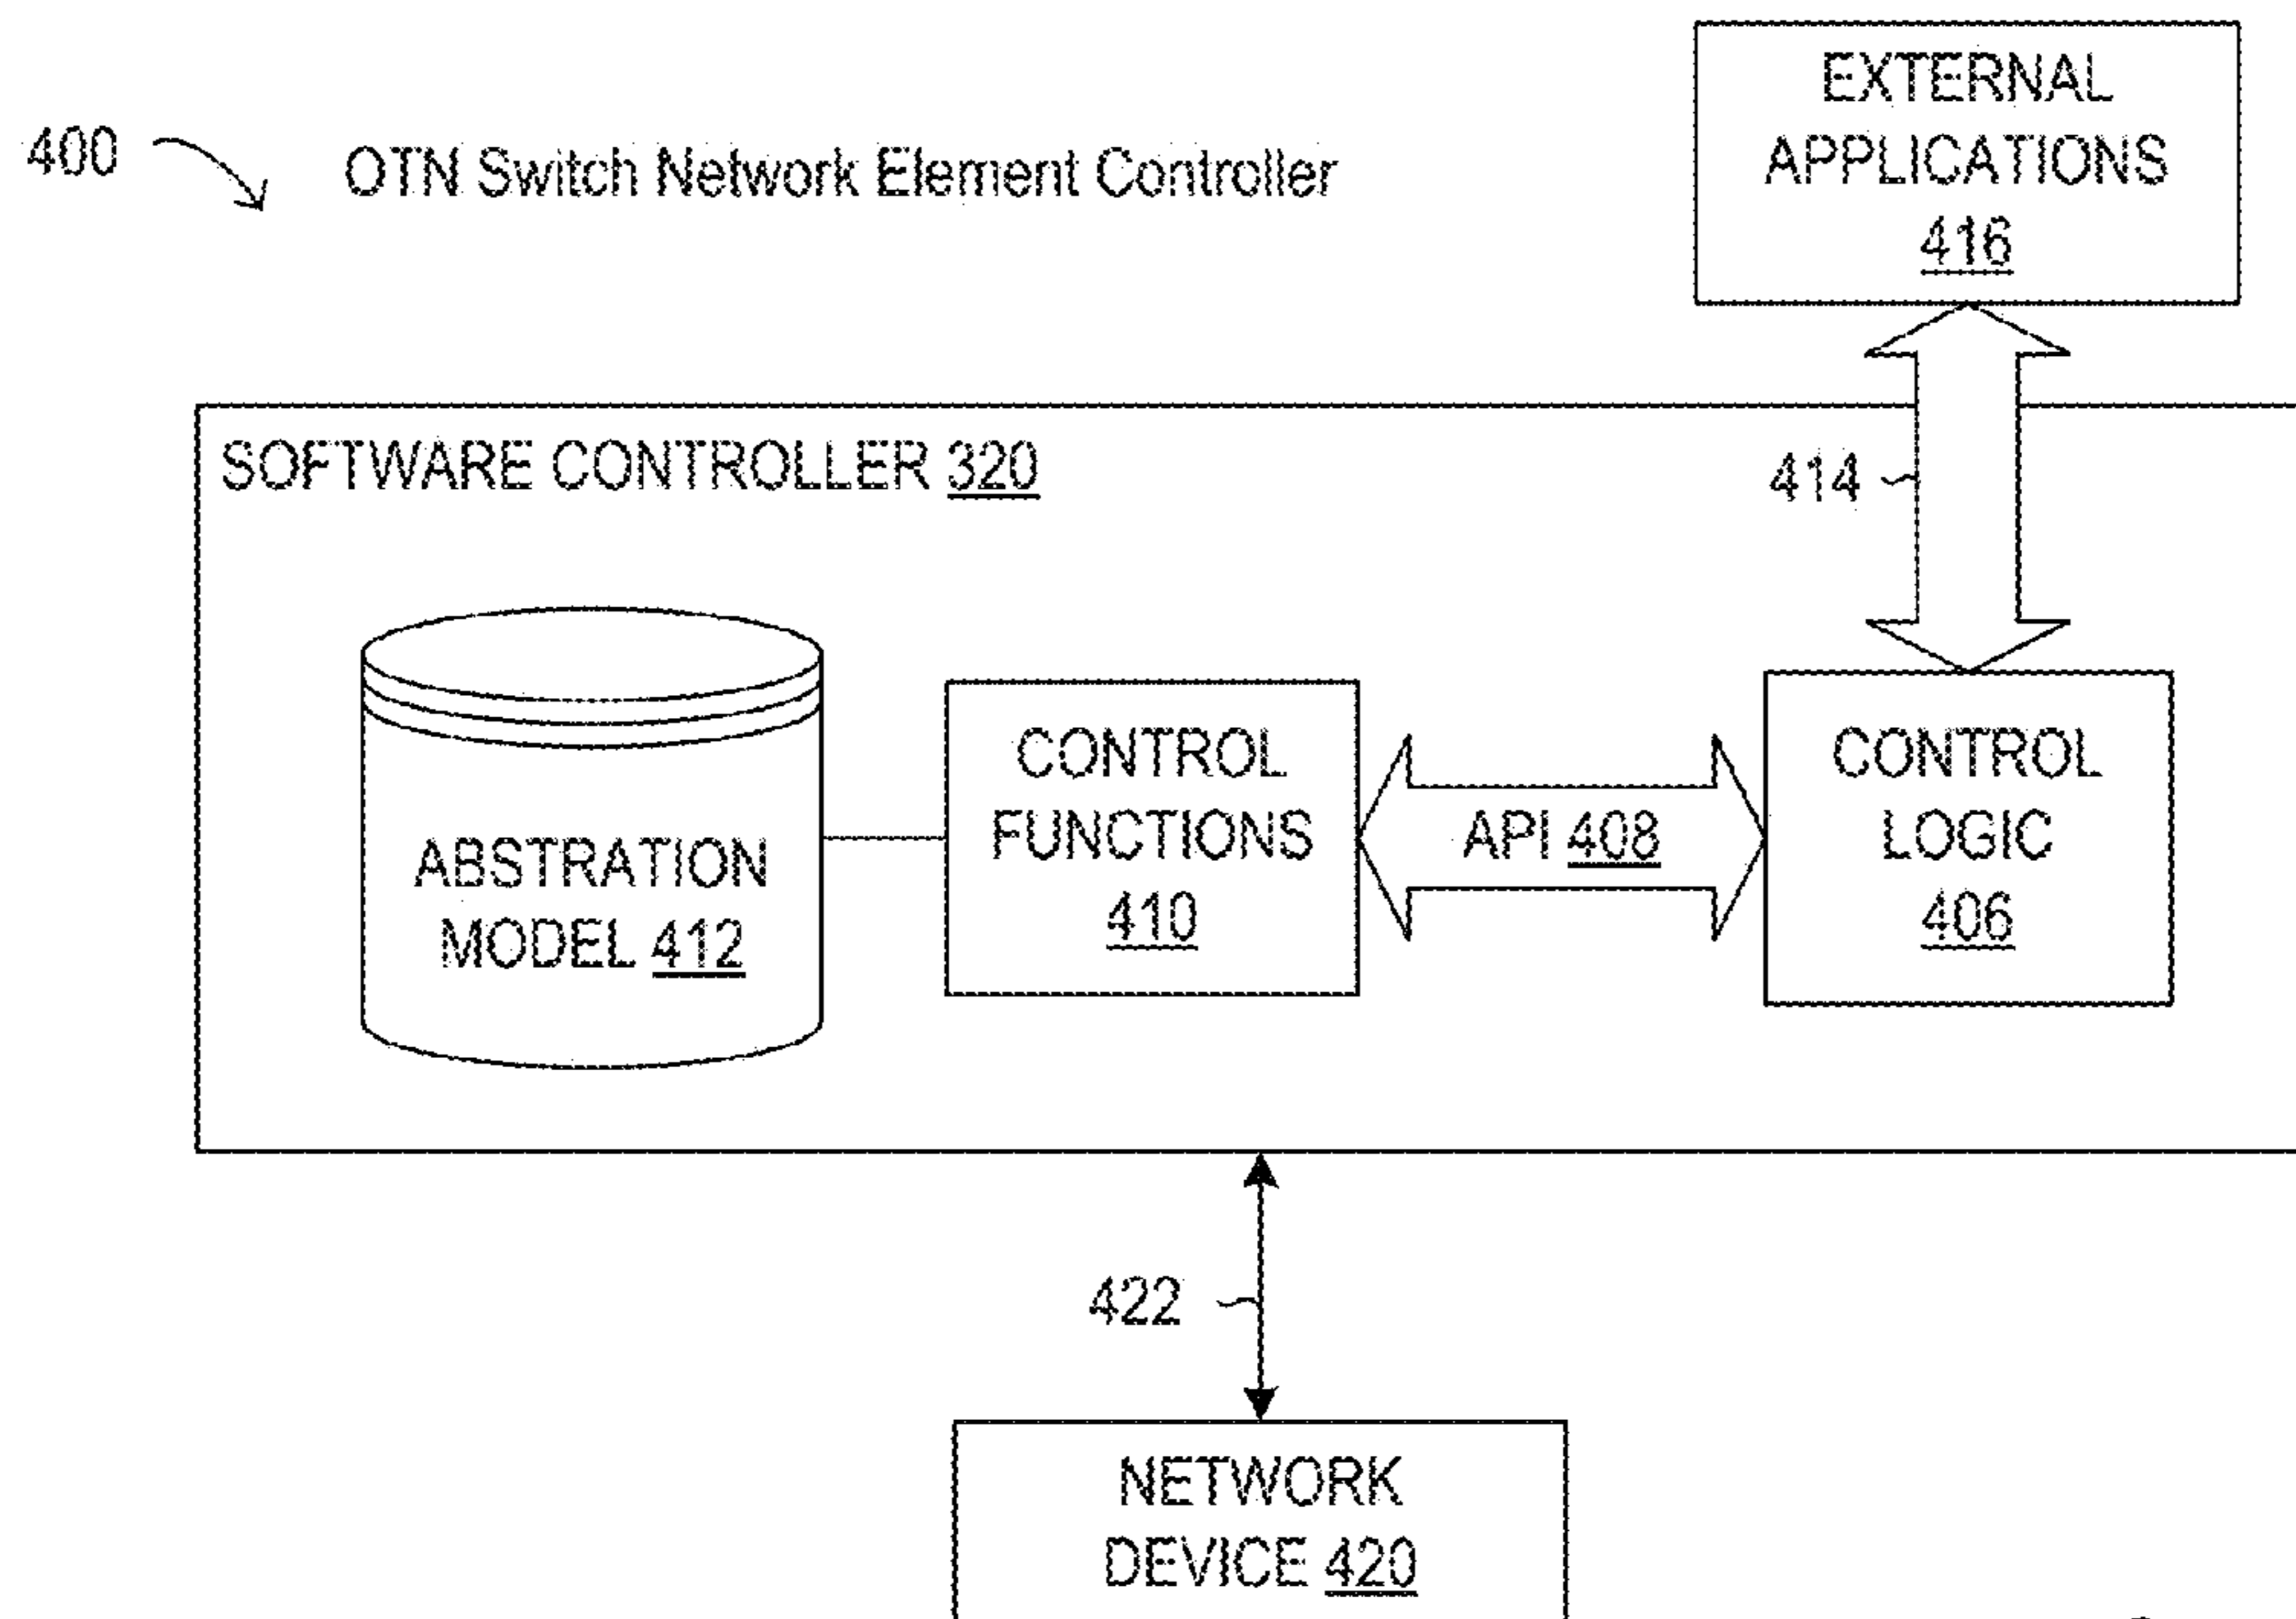 400
OTN Switch Network Element Controller
EXTERNAL
APPLICATIONS
416
SOFTWARE CONTROLLER 320
414
ABSTRATION
MODEL 412
CONTROL
FUNCTIONS
410
API 408
CONTROL
LOGIC
406
422
NETWORK
DEVICE 420